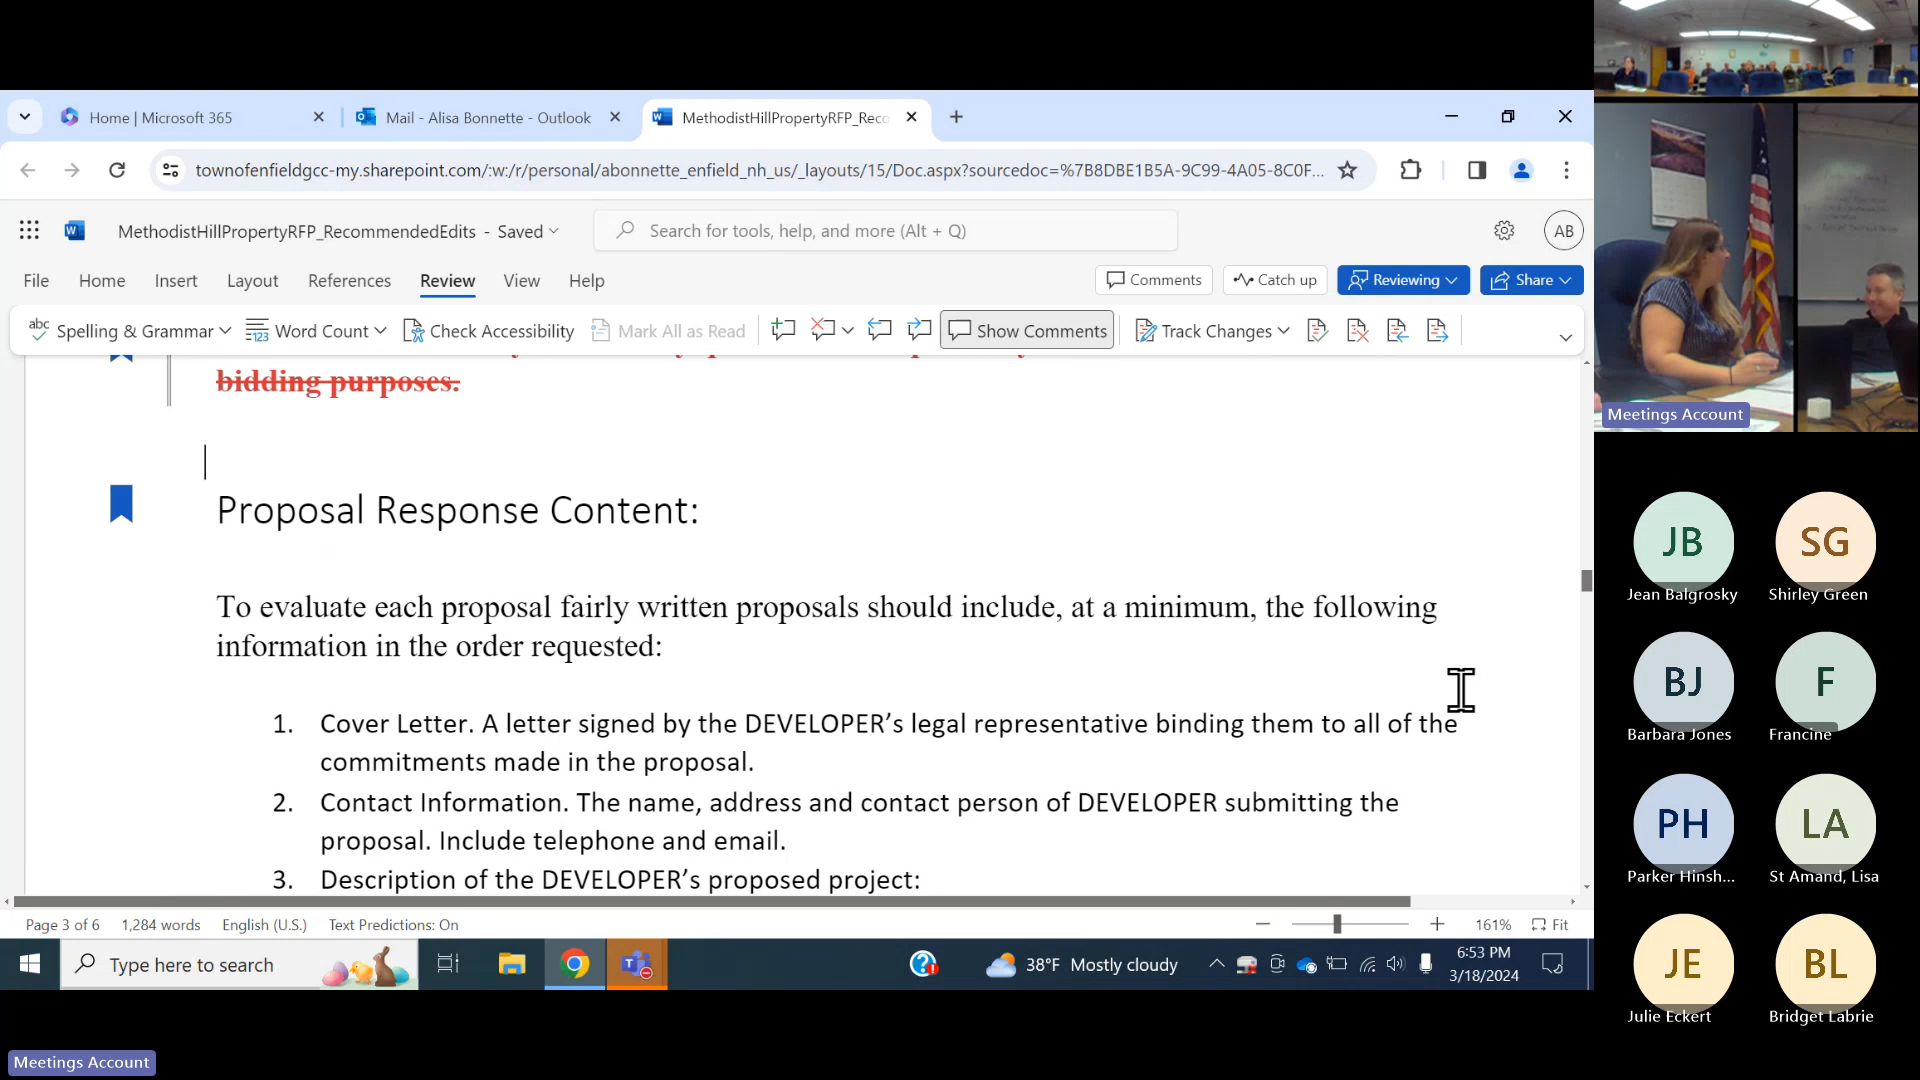 Home | Microsoft 365
Mail - Alisa Bonnette - Outlook
MethodistHillPropertyRFP_Reco
townofenfieldgcc-my.sharepoint.com/:w:/r/personal/abonnette_enfield_nh_us/_layouts/15/Doc.aspx?sourcedoc=%7B8DBE1B5A-9C99-4A05-8C0F...
MethodistHillPropertyRFP_RecommendedEdits - Saved
Search for tools, help, and more (Alt + Q)
AB
File Home Insert Layout References Review View Help
Comments Catch up Reviewing Share
Spelling & Grammar Word Count Check Accessibility Mark All as Read Show Comments Track Changes
bidding purposes.
Proposal Response Content:
To evaluate each proposal fairly written proposals should include, at a minimum, the following
information in the order requested:
1. Cover Letter. A letter signed by the DEVELOPER’s legal representative binding them to all of the
commitments made in the proposal.
2. Contact Information. The name, address and contact person of DEVELOPER submitting the
proposal. Include telephone and email.
3. Description of the DEVELOPER’s proposed project:
Page 3 of 6 1,284 words English (U.S.) Text Predictions: On
161% Fit
Type here to search
38°F Mostly cloudy
6:53 PM
3/18/2024
Meetings Account
Meetings Account
JB
Jean Balgrosky
SG
Shirley Green
BJ
Barbara Jones
F
Francine
PH
Parker Hinsh...
LA
St Amand, Lisa
JE
Julie Eckert
BL
Bridget Labrie